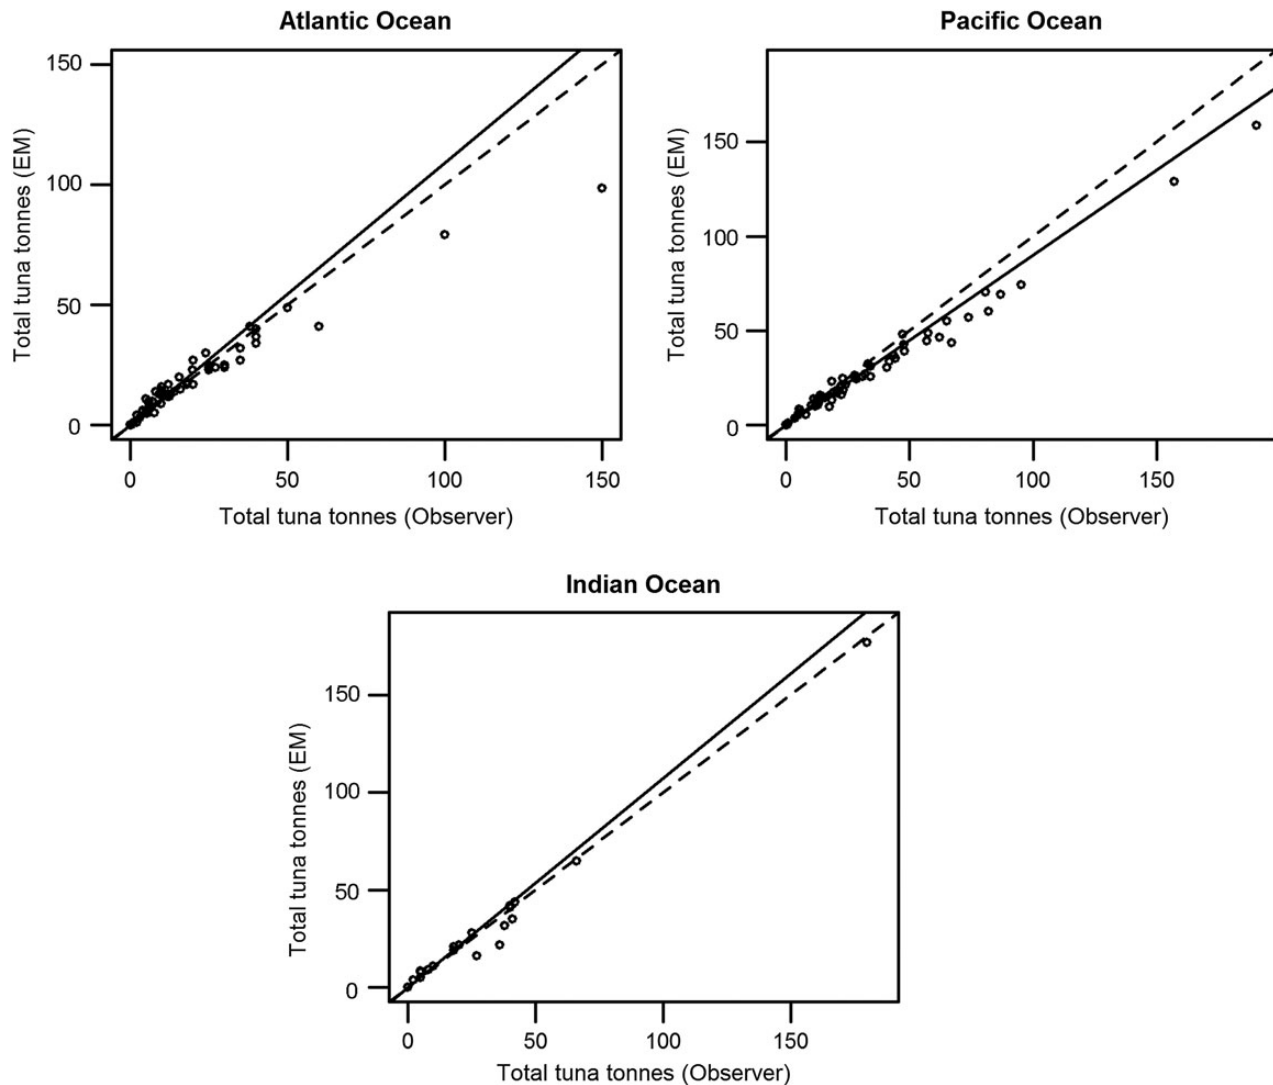 Atlantic Ocean
Total tuna tonnes (EM)
150
100
50
0
0 50 100 150
Total tuna tonnes (Observer)
Pacific Ocean
Total tuna tonnes (EM)
150
100
50
0
0 50 100 150
Total tuna tonnes (Observer)
Indian Ocean
Total tuna tonnes (EM)
150
100
50
0
0 50 100 150
Total tuna tonnes (Observer)